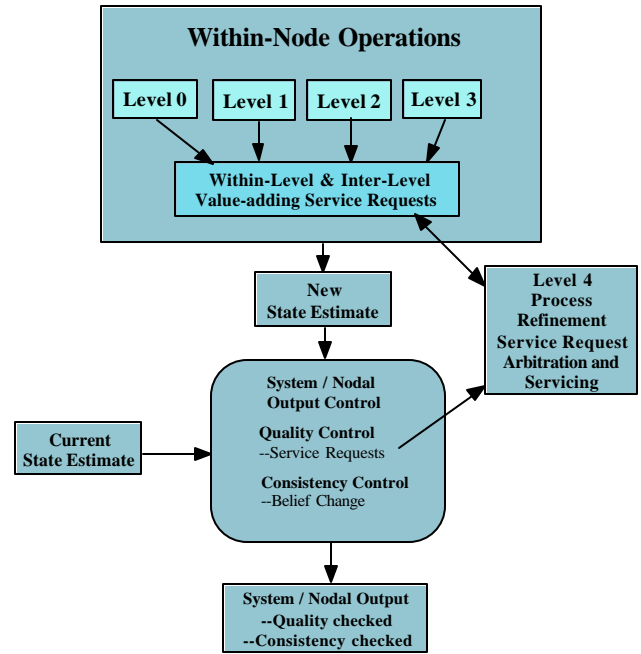 Within-Node Operations
Level 0
Level 1
Level 2
Level 3
Within-Level & Inter-Level
Value-adding Service Requests
New
State Estimate
Level 4
Process
Refinement
Service Request
Arbitration and
Servicing
System / Nodal
Output Control
Quality Control
--Service Requests
Consistency Control
--Belief Change
Current
State Estimate
System / Nodal Output
--Quality checked
--Consistency checked